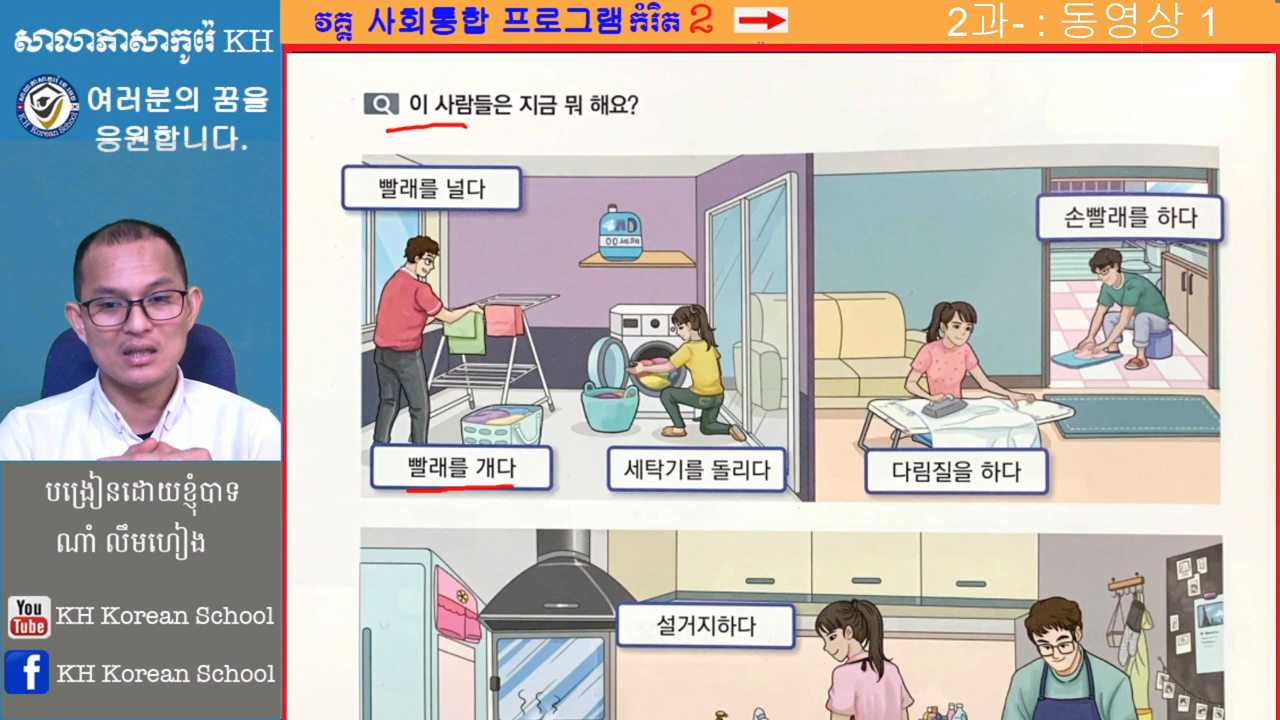 សាលាភាសាកូរ៉េ KH
여러분의 꿈을
응원합니다.
បង្រៀនដោយខ្ញុំបាទ
ណាំ លឹមហៀង
You
Tube
KH Korean School
f
KH Korean School
វគ្គ 사회통합 프로그램 កំរិត 2
2과- : 동영상 1
이 사람들은 지금 뭐 해요?
빨래를 널다
손빨래를 하다
빨래를 개다
세탁기를 돌리다
다림질을 하다
설거지하다